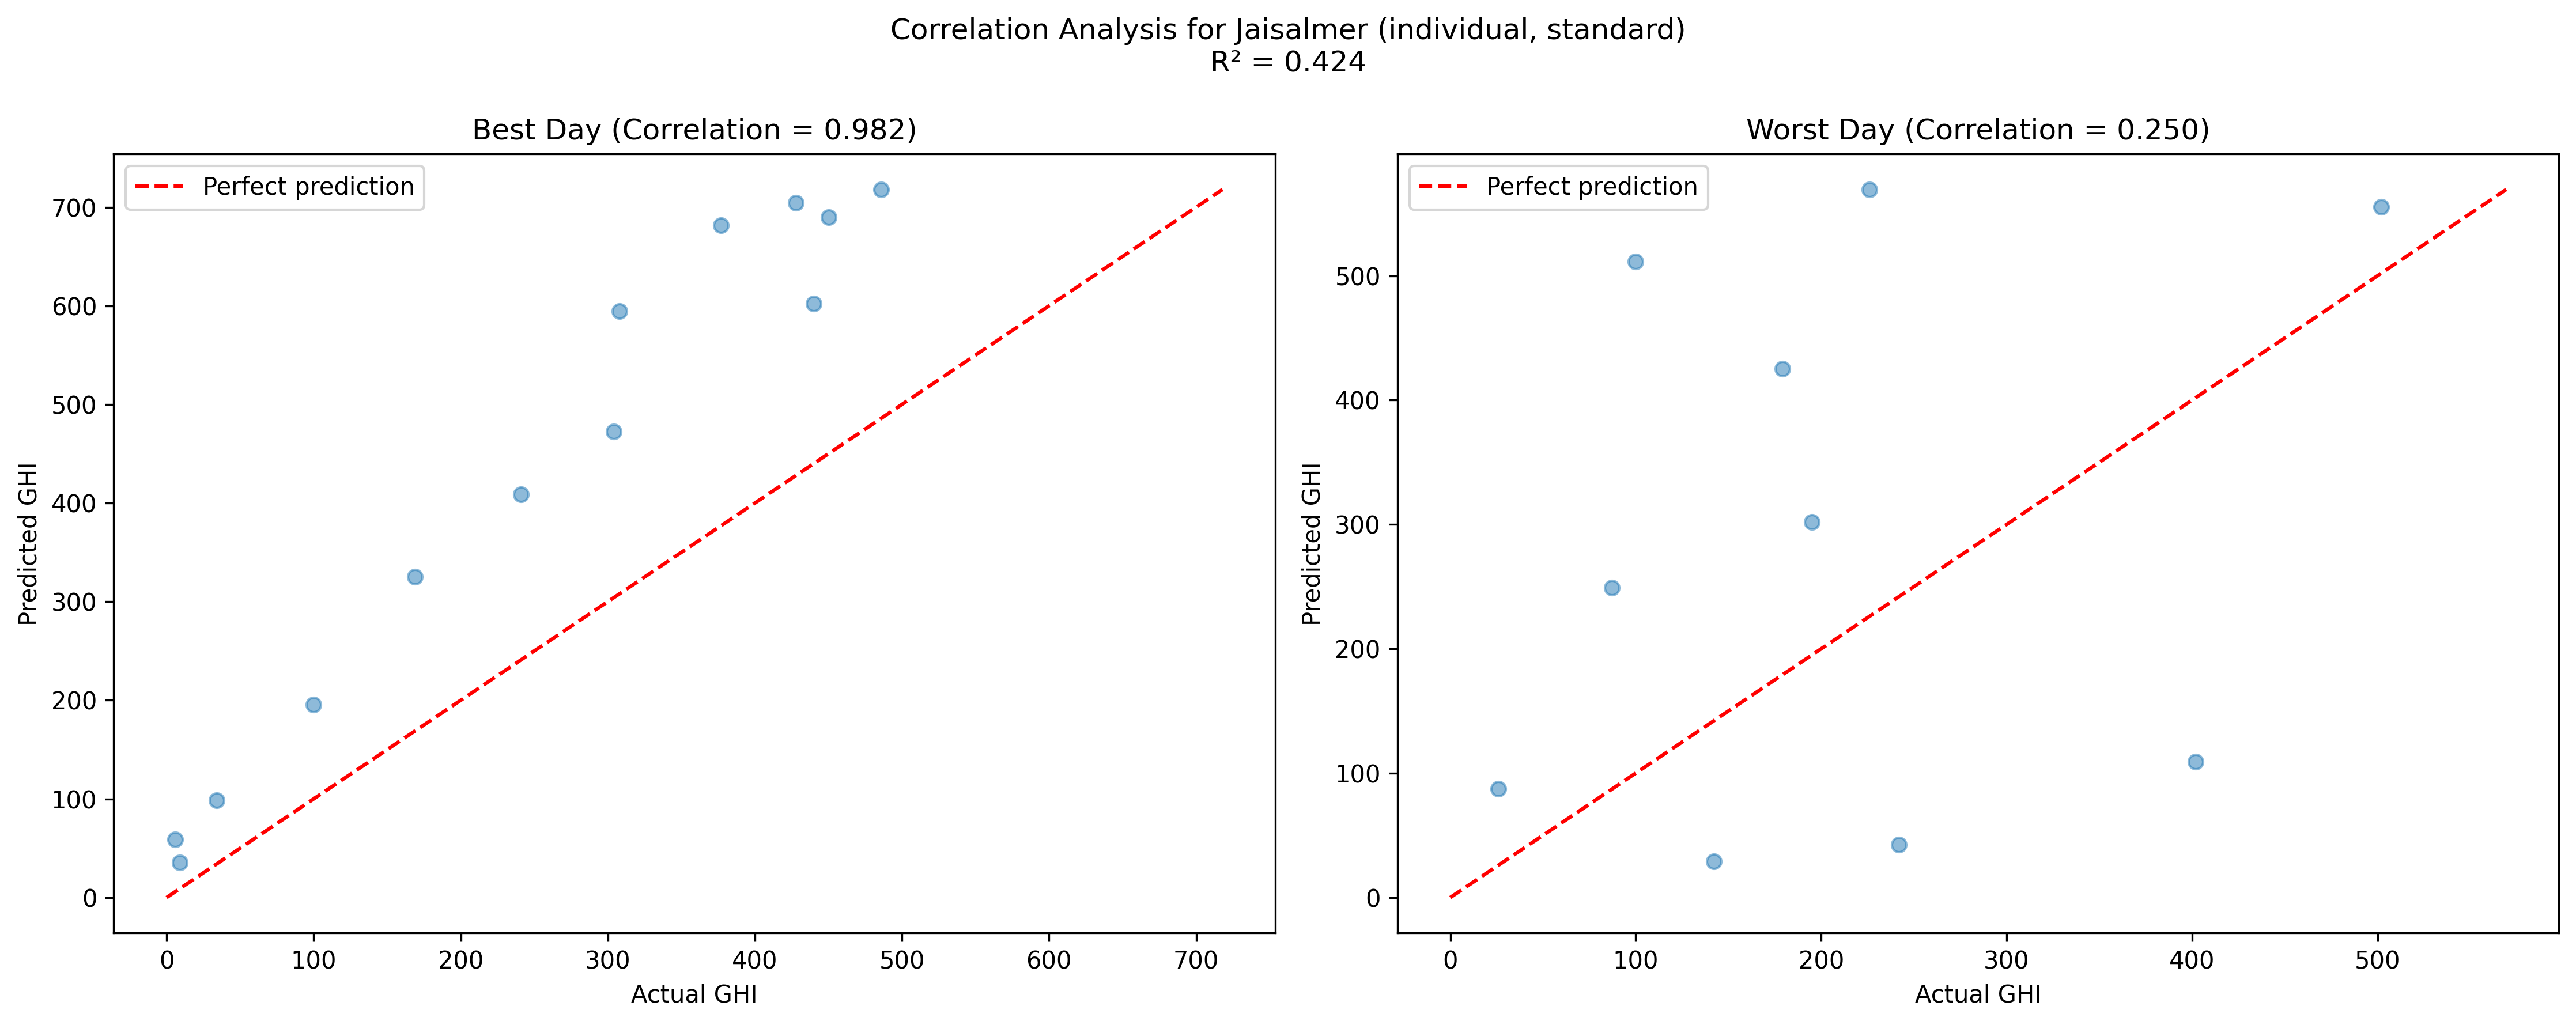 Correlation Analysis for Jaisalmer (individual, standard)
R² = 0.424
Best Day (Correlation = 0.982)
Perfect prediction
700
600
500
400
300
200
100
0
Predicted GHI
0 100 200 300 400 500 600 700
Actual GHI
Worst Day (Correlation = 0.250)
Perfect prediction
500
400
300
200
100
0
Predicted GHI
0 100 200 300 400 500
Actual GHI